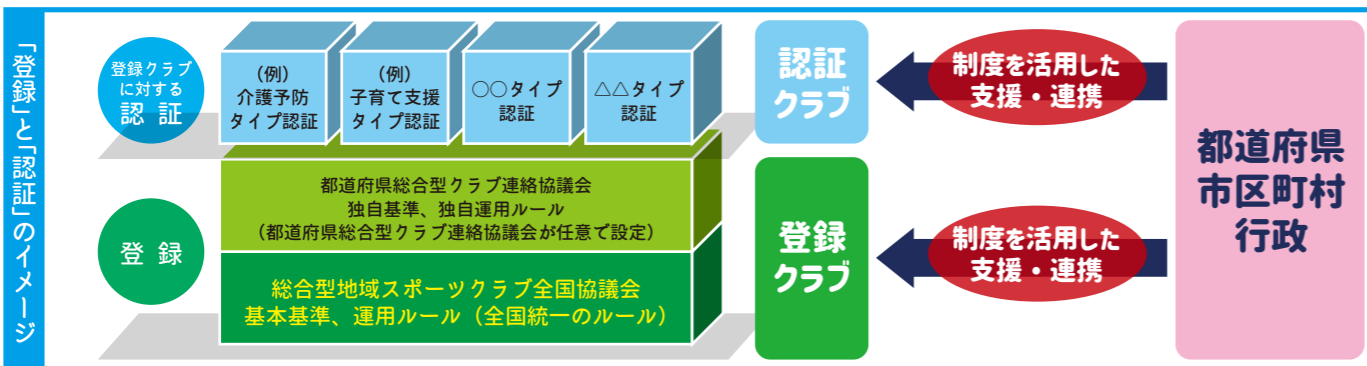 「登録」と「認証」のイメージ
登録クラブ
に対する
認 証
（例）
介護予防
タイプ認証
（例）
子育て支援
タイプ認証
○○タイプ
認証
△△タイプ
認証
認証
クラブ
制度を活用した
支援・連携
都道府県
市区町村
行政
登 録
都道府県総合型クラブ連絡協議会
独自基準、独自運用ルール
（都道府県総合型クラブ連絡協議会が任意で設定）
総合型地域スポーツクラブ全国協議会
基本基準、運用ルール（全国統一のルール）
登録
クラブ
制度を活用した
支援・連携